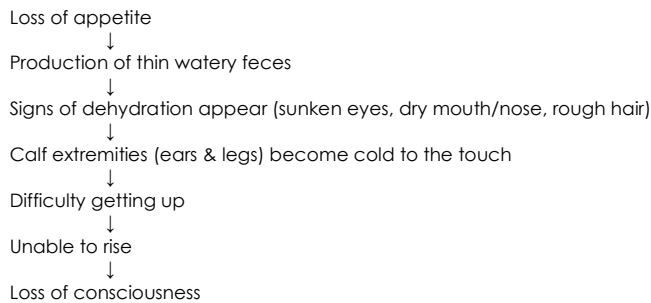 Loss of appetite
↓
Production of thin watery feces
↓
Signs of dehydration appear (sunken eyes, dry mouth/nose, rough hair)
↓
Calf extremities (ears & legs) become cold to the touch
↓
Difficulty getting up
↓
Unable to rise
↓
Loss of consciousness